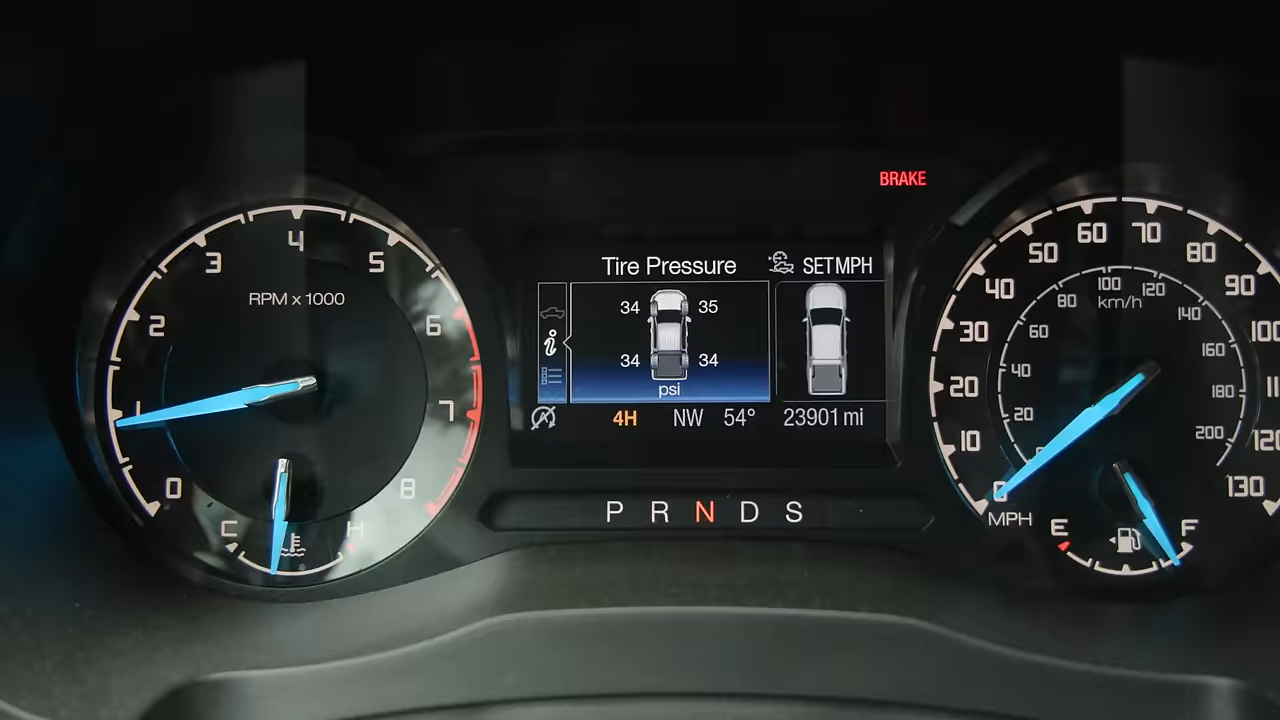 BRAKE
Tire Pressure
SET MPH
34 35
34 34
psi
4H NW 54° 23901 mi
P R N D S
0 1 2 3 4 5 6 7 8
RPM x 1000
C H
0 10 20 30 40 50 60 70 80 90 100
130
MPH
20 40 60 80 100 120 140 160 180 200
km/h
E F